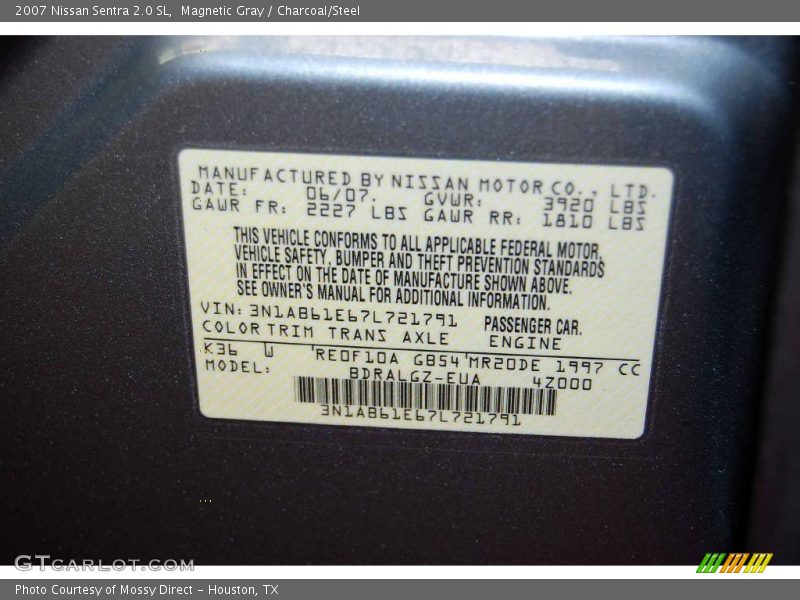 2007 Nissan Sentra 2.0 SL,  Magnetic Gray / Charcoal/Steel
MANUFACTURED BY NISSAN MOTOR CO., LTD.
DATE: 06/07. GVWR: 3920 LBS
GAWR FR: 2227 LBS GAWR RR: 1810 LBS
THIS VEHICLE CONFORMS TO ALL APPLICABLE FEDERAL MOTOR,
VEHICLE SAFETY, BUMPER AND THEFT PREVENTION STANDARDS
IN EFFECT ON THE DATE OF MANUFACTURE SHOWN ABOVE.
SEE OWNER'S MANUAL FOR ADDITIONAL INFORMATION.
VIN: 3N1AB61E67L721791 PASSENGER CAR.
COLOR TRIM TRANS AXLE ENGINE
K36 W RE0F10A GB54 MR20DE 1997 CC
MODEL: BDRALGZ-EUA 4Z000
3N1AB61E67L721791
GTCARLOT.COM
Photo Courtesy of Mossy Direct – Houston, TX